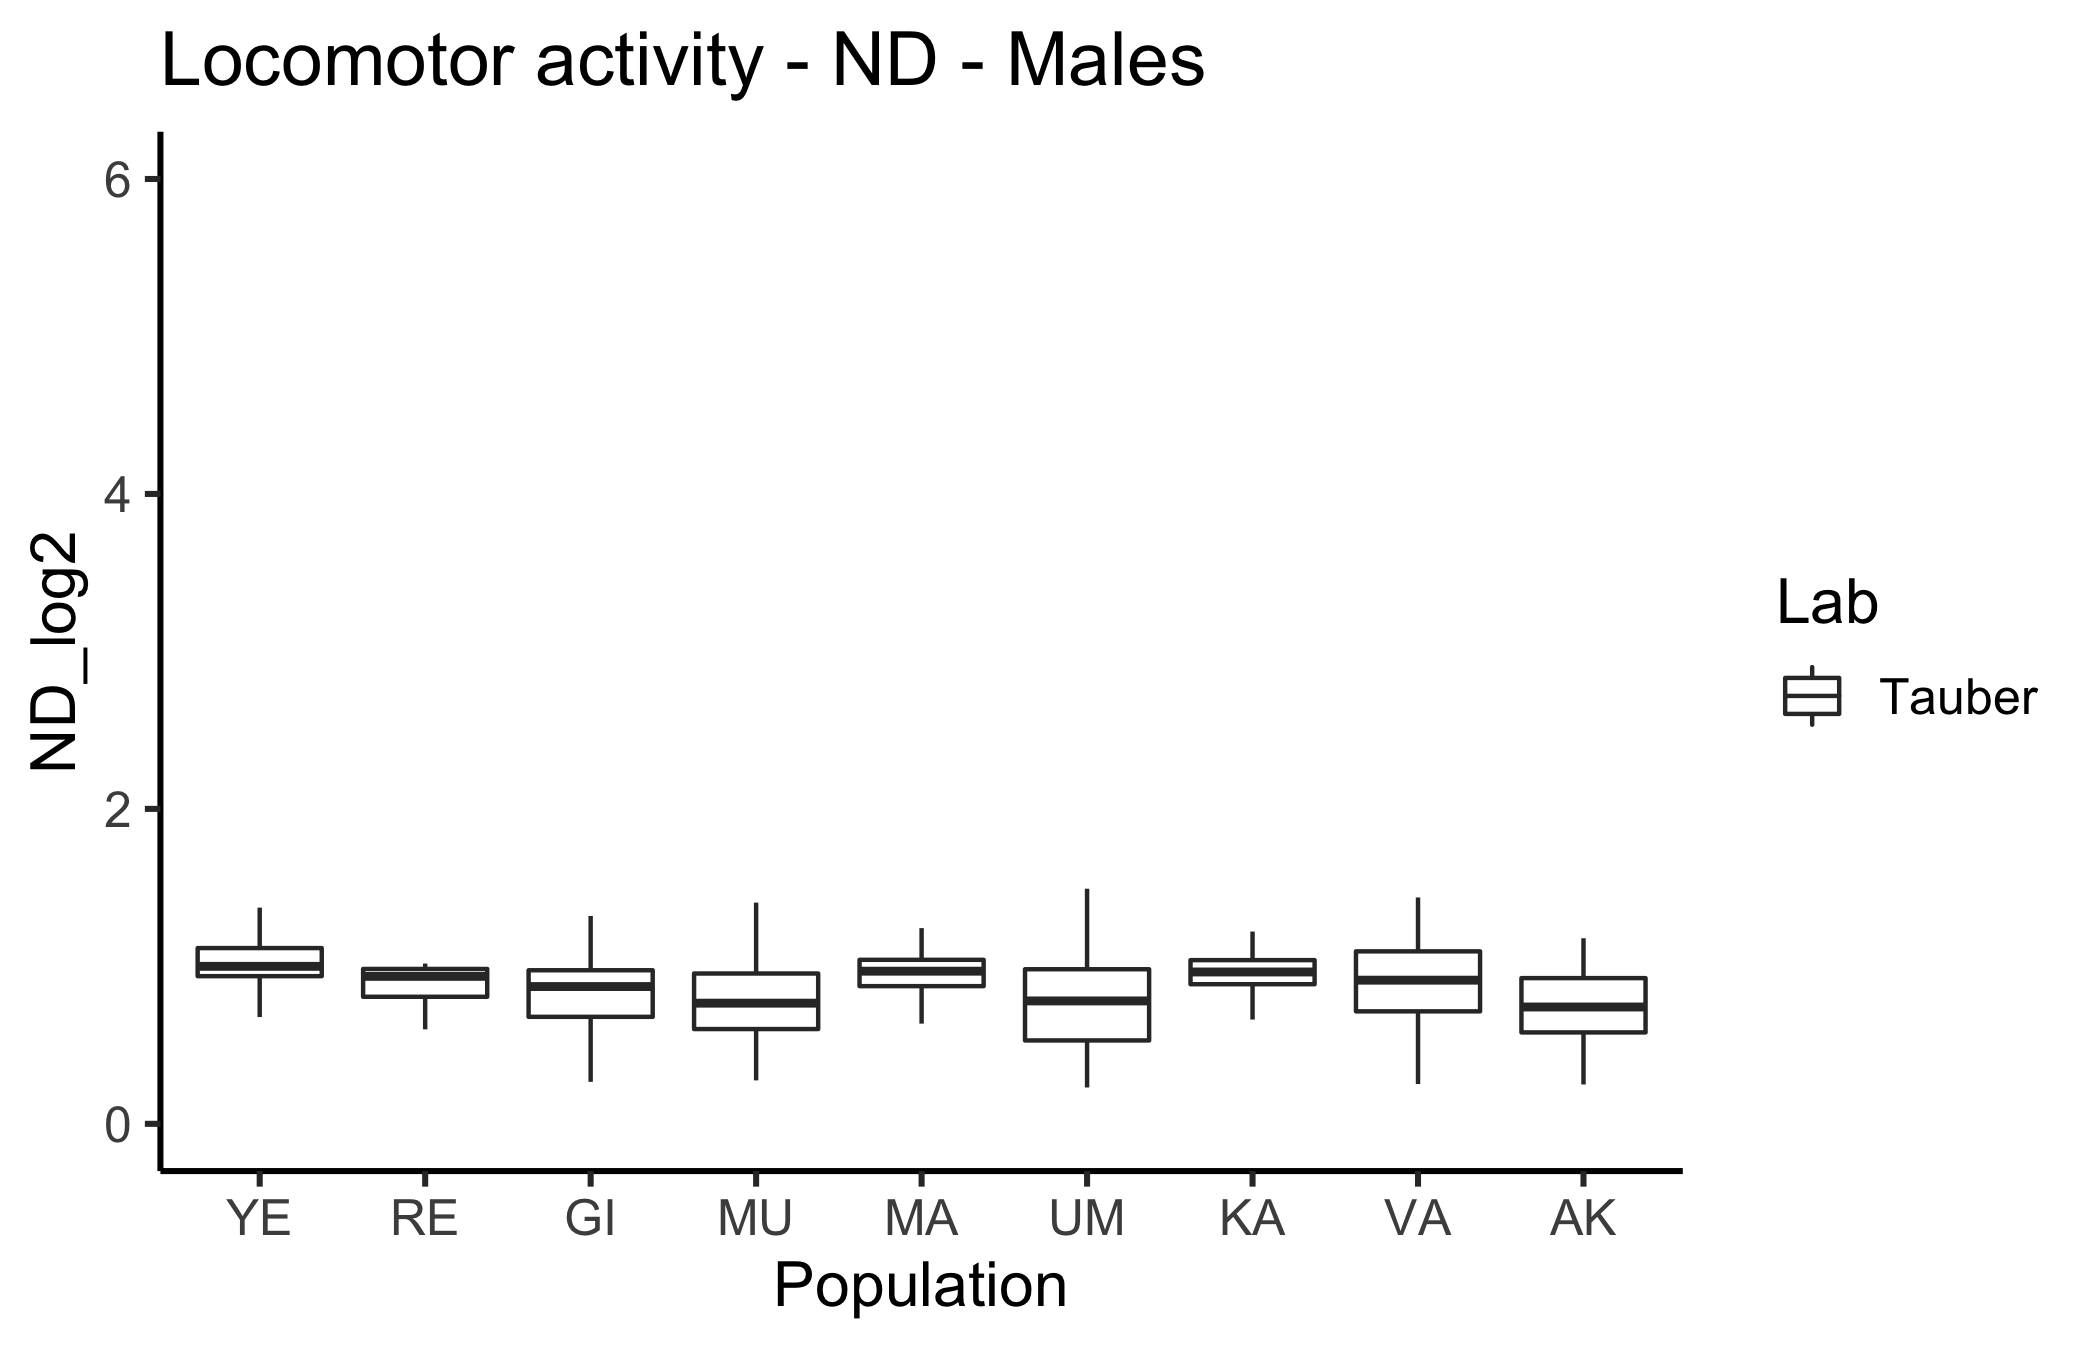 Locomotor activity - ND - Males
ND_log2
6
4
2
0
YE RE GI MU MA UM KA VA AK
Population
Lab
Tauber